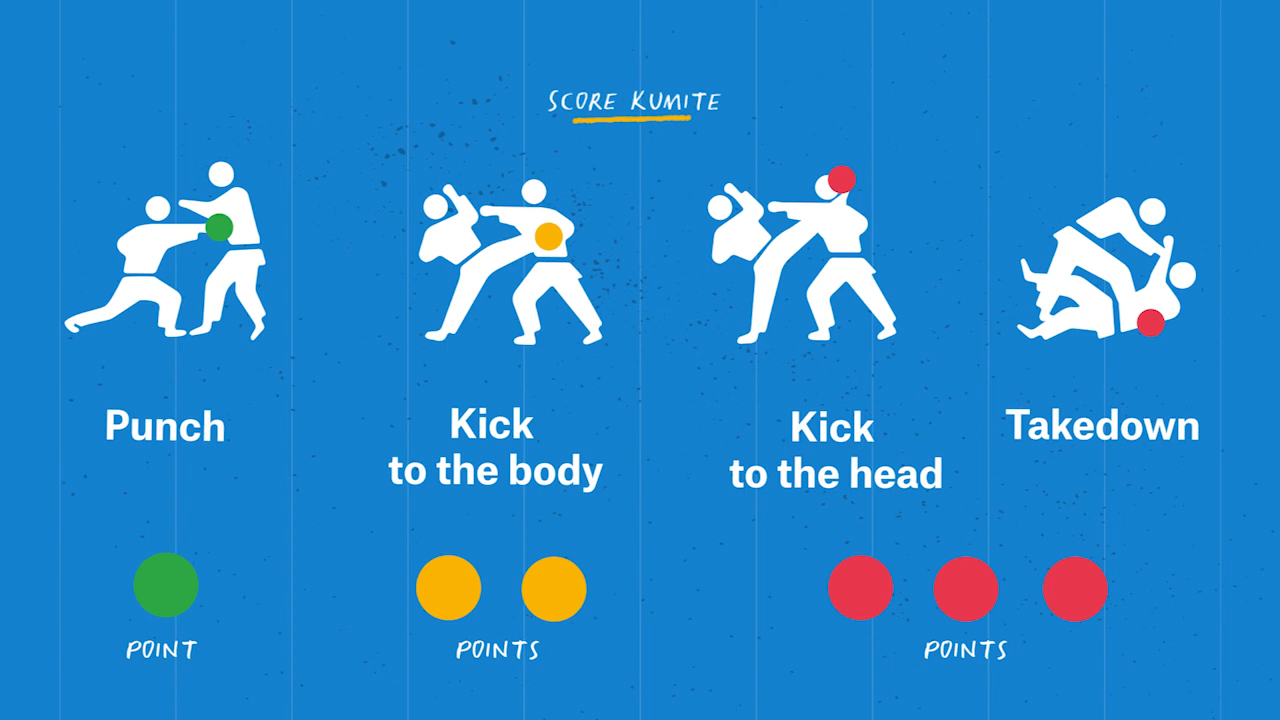 SCORE KUMITE
Punch
Kick
to the body
Kick
to the head
Takedown
POINT
POINTS
POINTS